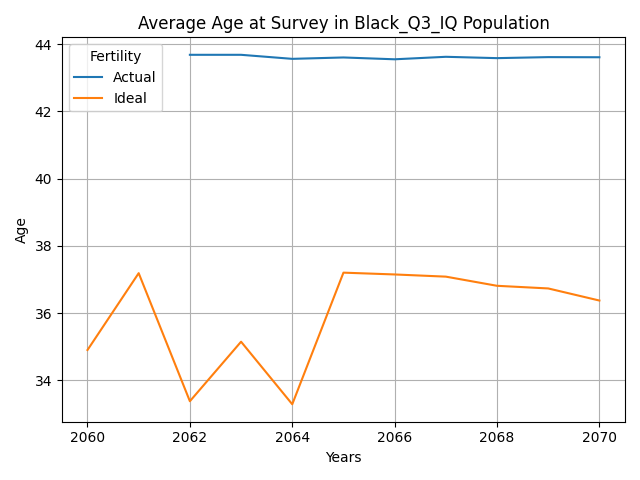 Average Age at Survey in Black_Q3_IQ Population
Fertility
Actual
Ideal
Age
44
42
40
38
36
34
2060 2062 2064 2066 2068 2070
Years